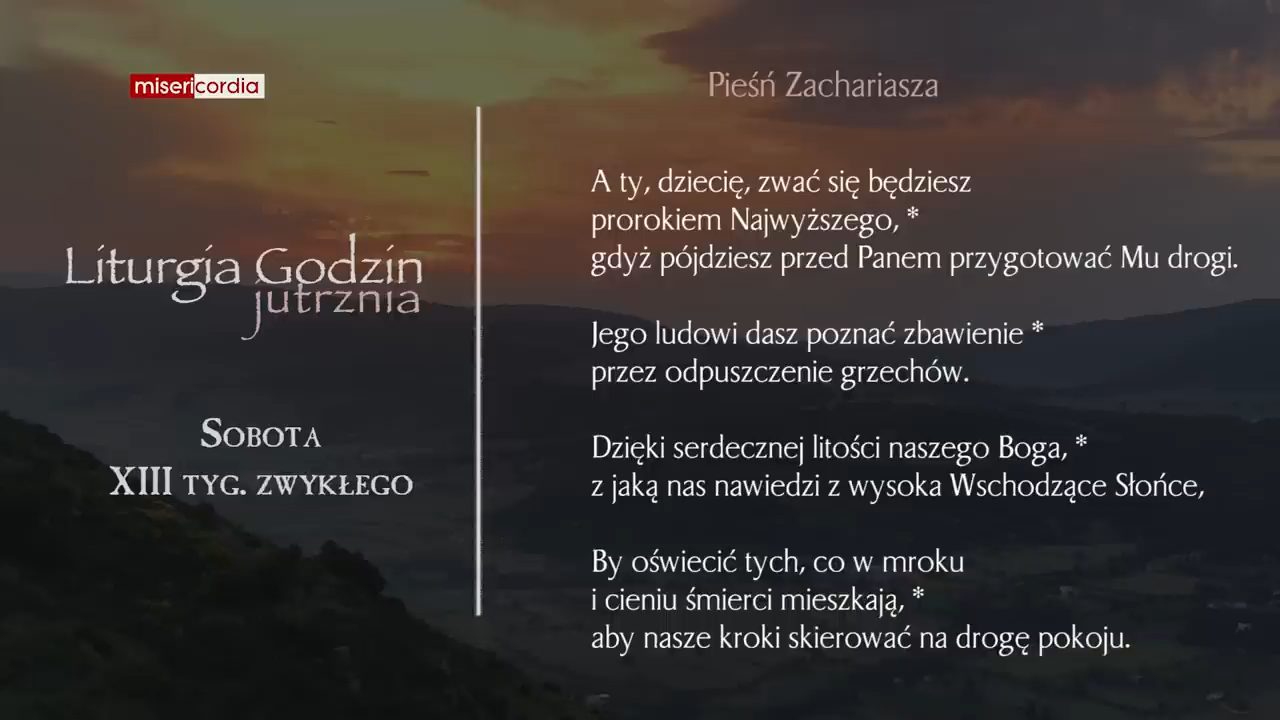 misericordia
Liturgia Godzin
jutrznia
Sobota
XIII tyg. zwykłego
Pieśń Zachariasza
A ty, dziecię, zwać się będziesz
prorokiem Najwyższego, *
gdyż pójdziesz przed Panem przygotować Mu drogi.
Jego ludowi dasz poznać zbawienie *
przez odpuszczenie grzechów.
Dzięki serdecznej litości naszego Boga, *
z jaką nas nawiedzi z wysoka Wschodzące Słońce,
By oświecić tych, co w mroku
i cieniu śmierci mieszkają, *
aby nasze kroki skierować na drogę pokoju.